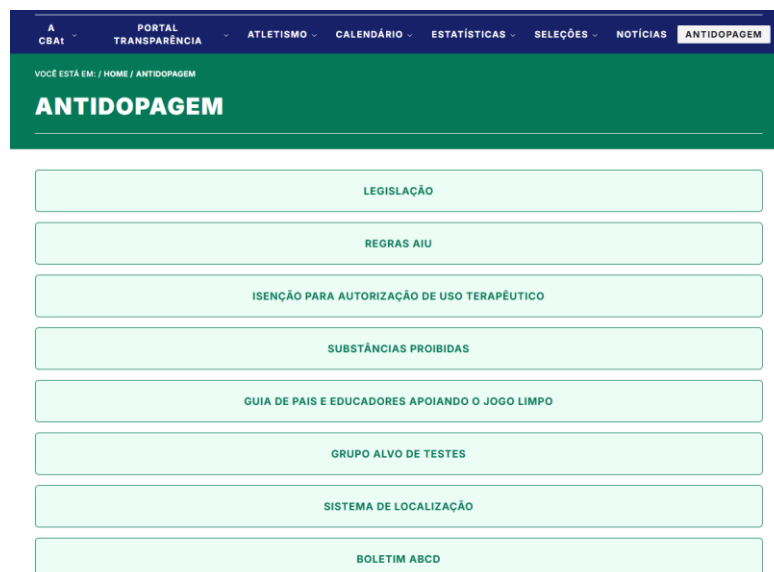 A CBAt
PORTAL TRANSPARÊNCIA
ATLETISMO
CALENDÁRIO
ESTATÍSTICAS
SELEÇÕES
NOTÍCIAS
ANTIDOPAGEM
VOCÊ ESTÁ EM: / HOME / ANTIDOPAGEM
ANTIDOPAGEM
LEGISLAÇÃO
REGRAS AIU
ISENÇÃO PARA AUTORIZAÇÃO DE USO TERAPÊUTICO
SUBSTÂNCIAS PROIBIDAS
GUIA DE PAIS E EDUCADORES APOIANDO O JOGO LIMPO
GRUPO ALVO DE TESTES
SISTEMA DE LOCALIZAÇÃO
BOLETIM ABCD